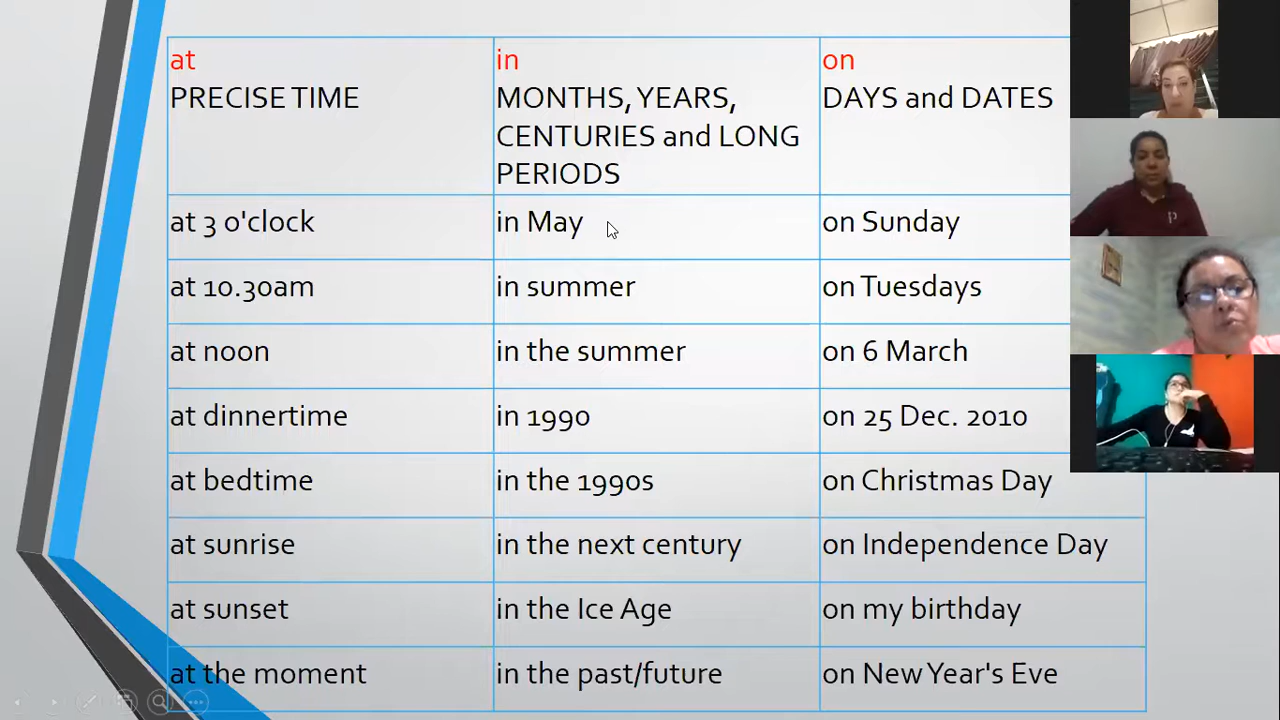 at in on
PRECISE TIME MONTHS, YEARS, DAYS and DATES
CENTURIES and LONG
PERIODS
at 3 o'clock in May on Sunday
at 10.30am in summer on Tuesdays
at noon in the summer on 6 March
at dinnertime in 1990 on 25 Dec. 2010
at bedtime in the 1990s on Christmas Day
at sunrise in the next century on Independence Day
at sunset in the Ice Age on my birthday
at the moment in the past/future on New Year's Eve